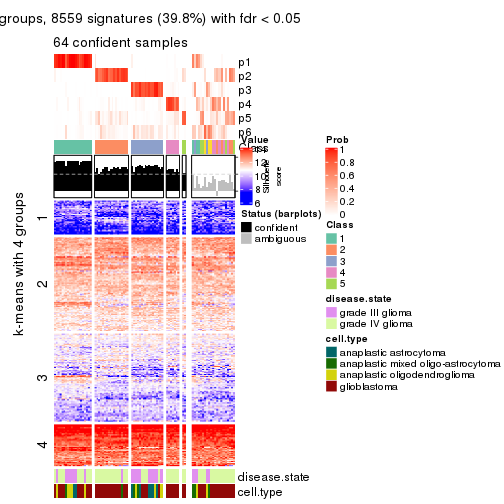 groups, 8559 signatures (39.8%) with fdr < 0.05
64 confident samples
p1
p2
p3
p4
p5
p6
Class
Value
14
12
10
8
6
Silhouette
score
Status (barplots)
confident
ambiguous
Prob
1
0.8
0.6
0.4
0.2
0
Class
1
2
3
4
5
disease.state
grade III glioma
grade IV glioma
cell.type
anaplastic astrocytoma
anaplastic mixed oligo-astrocytoma
anaplastic oligodendroglioma
glioblastoma
k-means with 4 groups
1
2
3
4
disease.state
cell.type